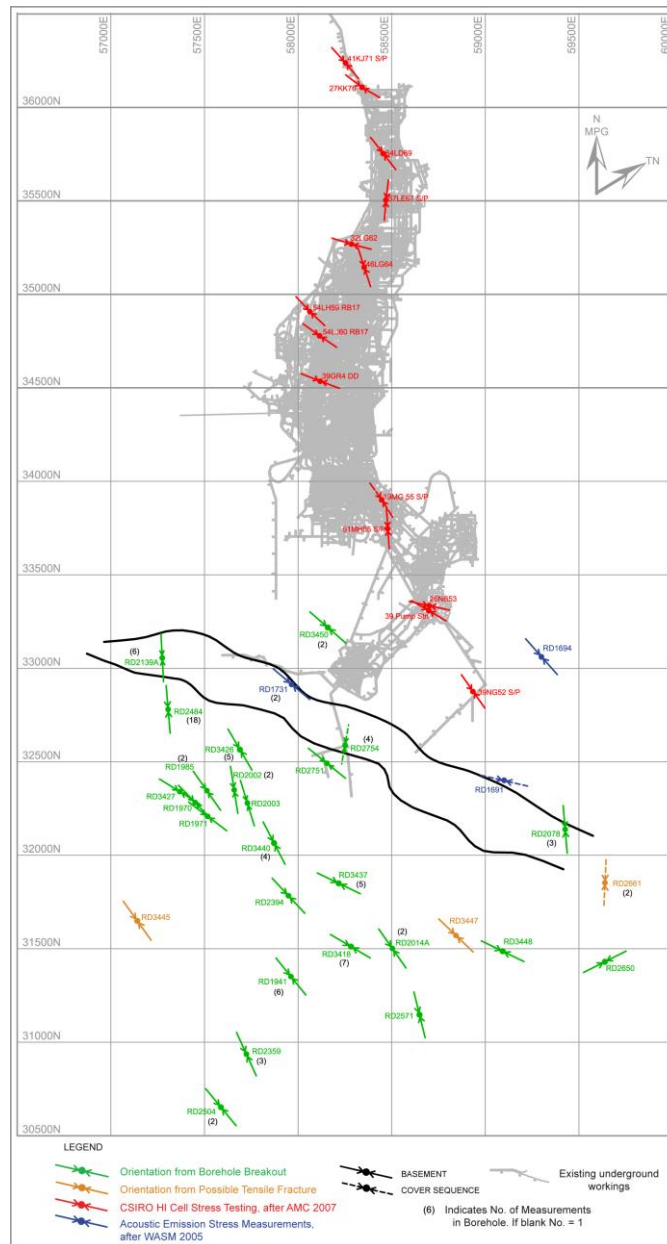 57000E
57500E
58000E
58500E
59000E
59500E
36000N
35500N
35000N
34500N
34000N
33500N
33000N
32500N
32000N
31500N
31000N
30500N
N
MPG
TN
41KJ71 S/P
27KK76
37LE67 S/P
32LG62
46LG64
54LH59 RB17
39GR4 DD
51MH55 S/P
26NB53
39 Pump Stn
39NG52 S/P
RD3450
(2)
(6)
RD2139A
RD1694
RD1731
(2)
RD2484
(18)
(4)
RD2754
RD3426
(5)
RD2751
RD1691
(2)
RD1985
RD2002
(2)
RD3427
RD1970
RD2003
RD1971
RD2078
(3)
RD3440
(4)
RD3437
(5)
RD2661
(2)
RD2394
RD3445
(2)
RD2014A
RD3447
RD3418
(7)
RD3448
RD2650
RD1941
(6)
RD2571
RD2359
(3)
RD2504
(2)
LEGEND
Orientation from Borehole Breakout
Orientation from Possible Tensile Fracture
CSIRO HI Cell Stress Testing, after AMC 2007
Acoustic Emission Stress Measurements,
after WASM 2005
BASEMENT
COVER SEQUENCE
Existing underground
workings
(6) Indicates No. of Measurements
in Borehole. If blank No. = 1